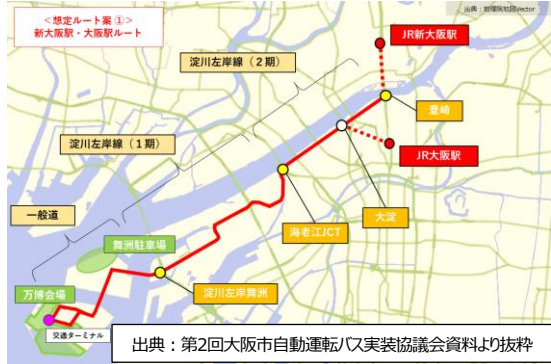 <想定ルート案①>
新大阪駅・大阪駅ルート
出典:国土地理院地図Vector
JR新大阪駅
淀川左岸線(2期)
豊崎
淀川左岸線(1期)
JR大阪駅
一般道
大淀
海老江JCT
舞洲駐車場
淀川左岸舞洲
万博会場
交通ターミナル
出典:第2回大阪市自動運転バス実装協議会資料より抜粋